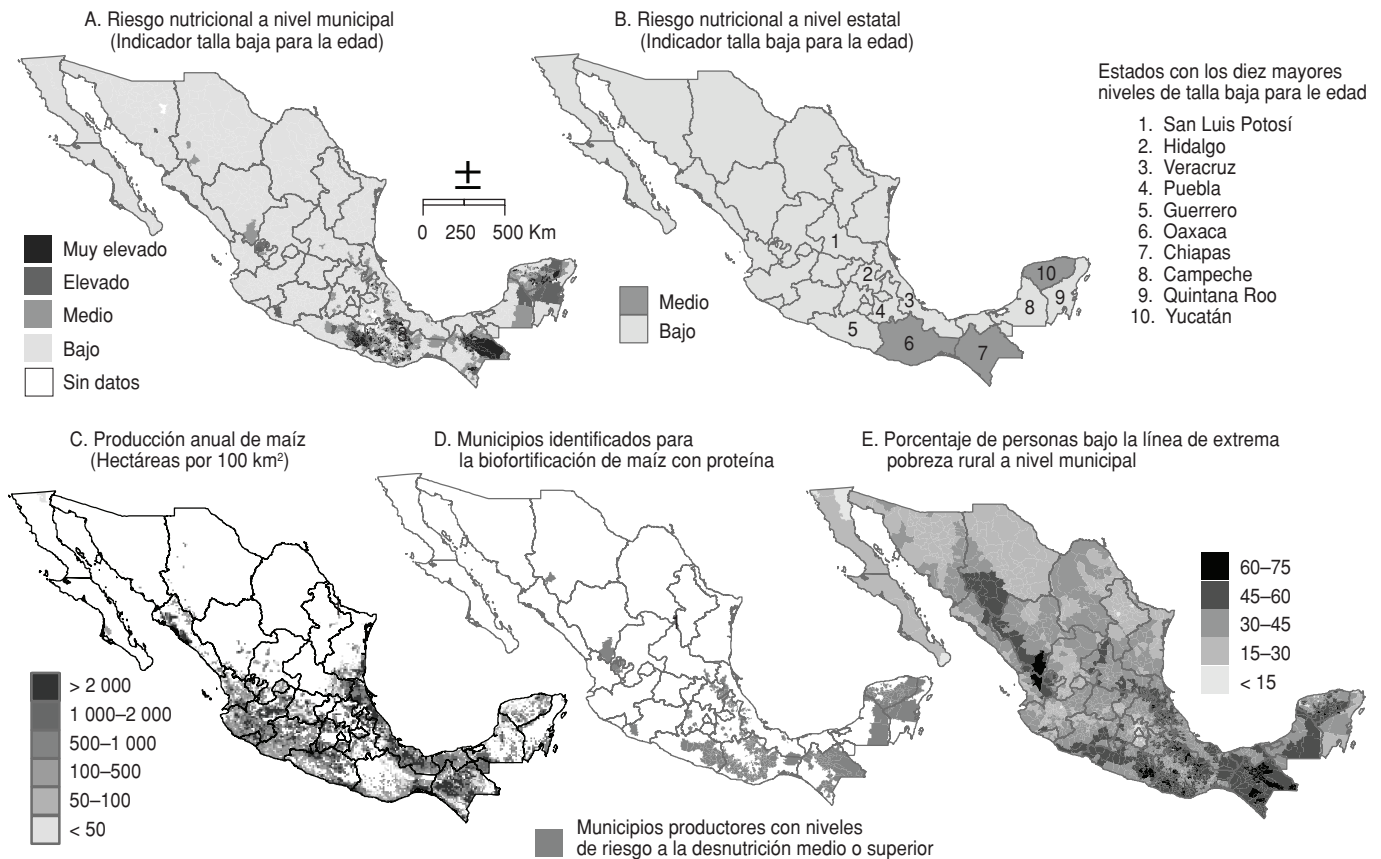 A. Riesgo nutricional a nivel municipal
(Indicador talla baja para la edad)
Muy elevado
Elevado
Medio
Bajo
Sin datos
0 250 500 Km
B. Riesgo nutricional a nivel estatal
(Indicador talla baja para la edad)
1
2
3
4
5
6
7
8
9
10
Medio
Bajo
Estados con los diez mayores
niveles de talla baja para le edad
1. San Luis Potosí
2. Hidalgo
3. Veracruz
4. Puebla
5. Guerrero
6. Oaxaca
7. Chiapas
8. Campeche
9. Quintana Roo
10. Yucatán
C. Producción anual de maíz
(Hectáreas por 100 km²)
> 2 000
1 000–2 000
500–1 000
100–500
50–100
< 50
D. Municipios identificados para
la biofortificación de maíz con proteína
1
Municipios productores con niveles
de riesgo a la desnutrición medio o superior
E. Porcentaje de personas bajo la línea de extrema
pobreza rural a nivel municipal
60–75
45–60
30–45
15–30
< 15